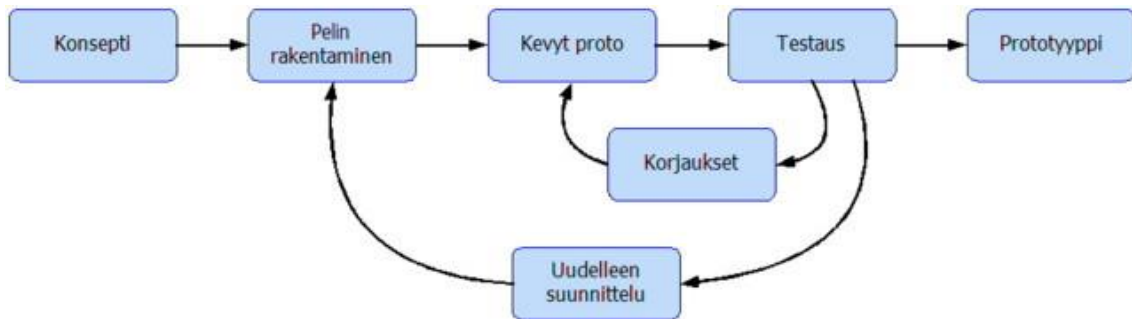 Konsepti
Pelin
rakentaminen
Kevyt proto
Testaus
Prototyyppi
Korjaukset
Uudelleen
suunnittelu